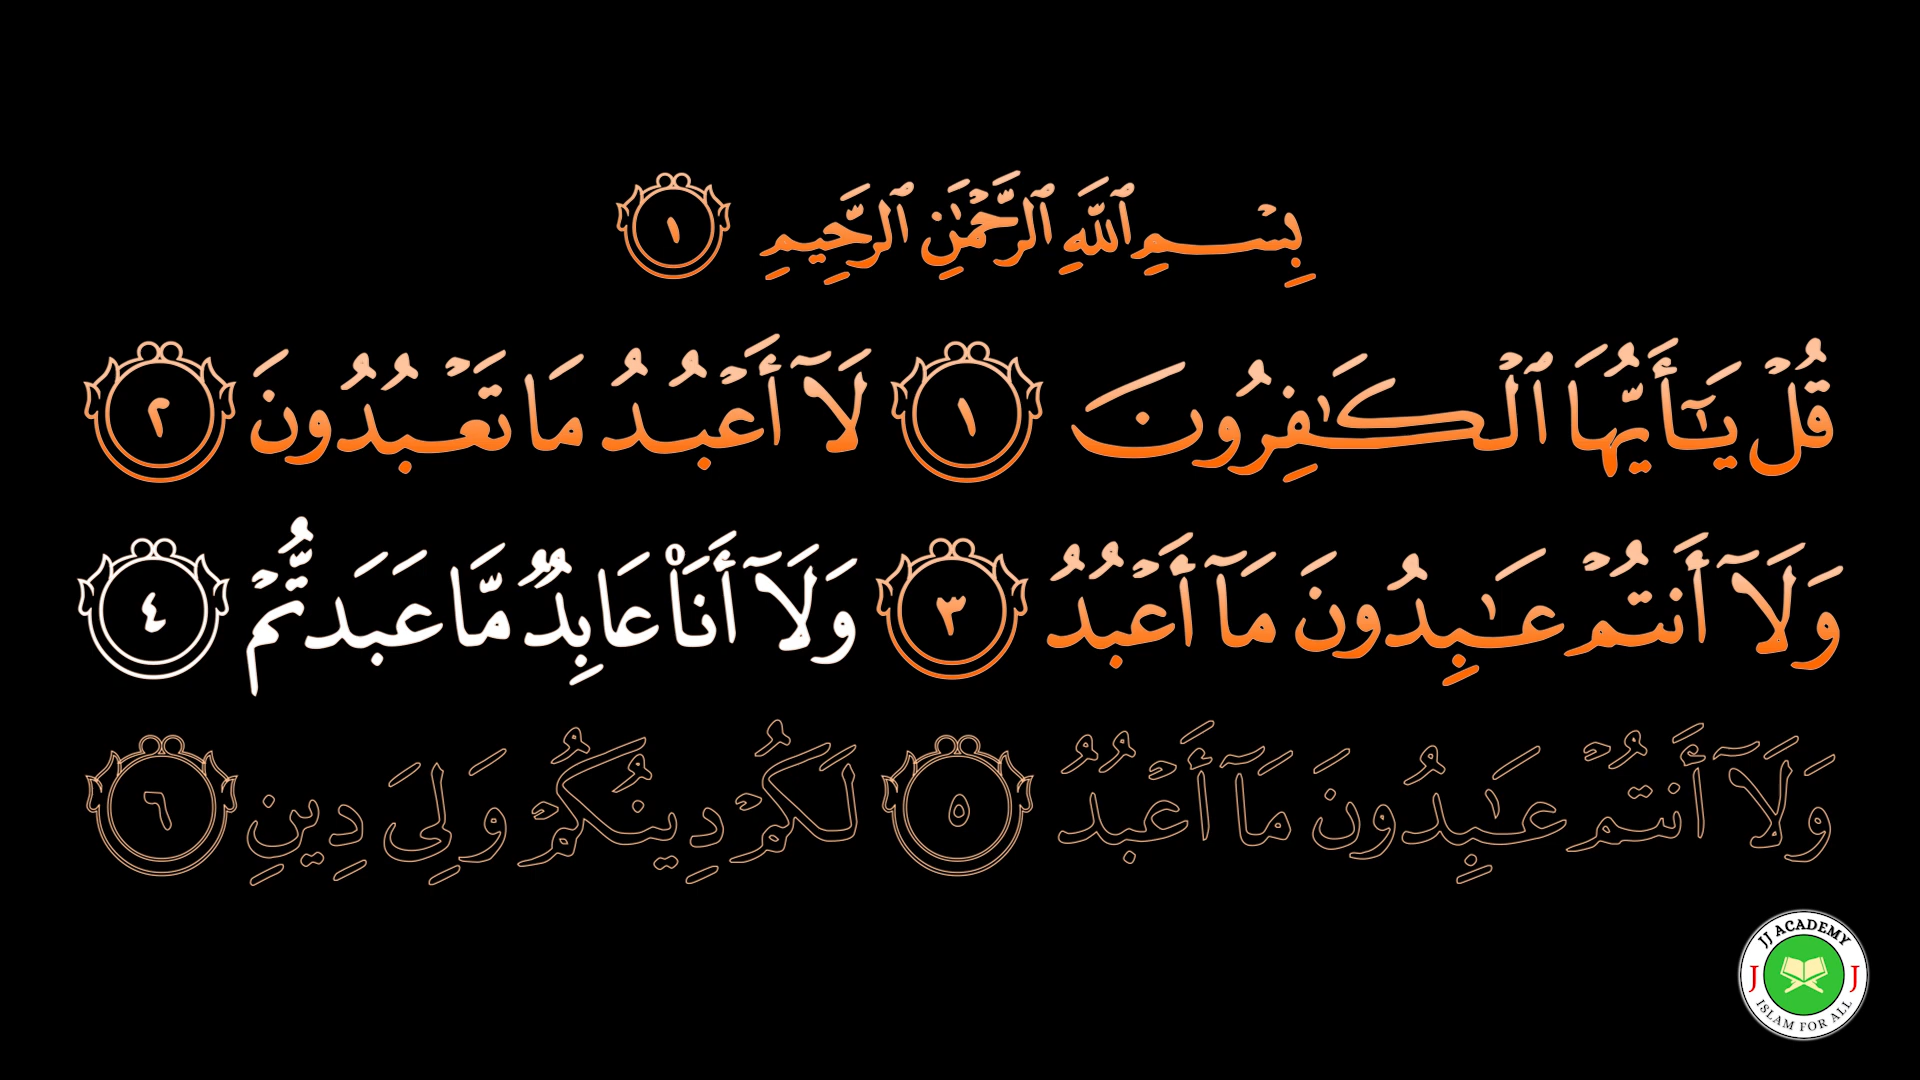 بِسْمِ ٱللَّهِ ٱلرَّحْمَٰنِ ٱلرَّحِيمِ ١
قُلْ يَٰٓأَيُّهَا ٱلْكَٰفِرُونَ ١ لَآ أَعْبُدُ مَا تَعْبُدُونَ ٢
وَلَآ أَنتُمْ عَٰبِدُونَ مَآ أَعْبُدُ ٣ وَلَآ أَنَا۠ عَابِدٌ مَّا عَبَدتُّمْ ٤
وَلَآ أَنتُمْ عَٰبِدُونَ مَآ أَعْبُدُ ٥ لَكُمْ دِينُكُمْ وَلِىَ دِينِ ٦
JJ ACADEMY
J J
ISLAM FOR ALL